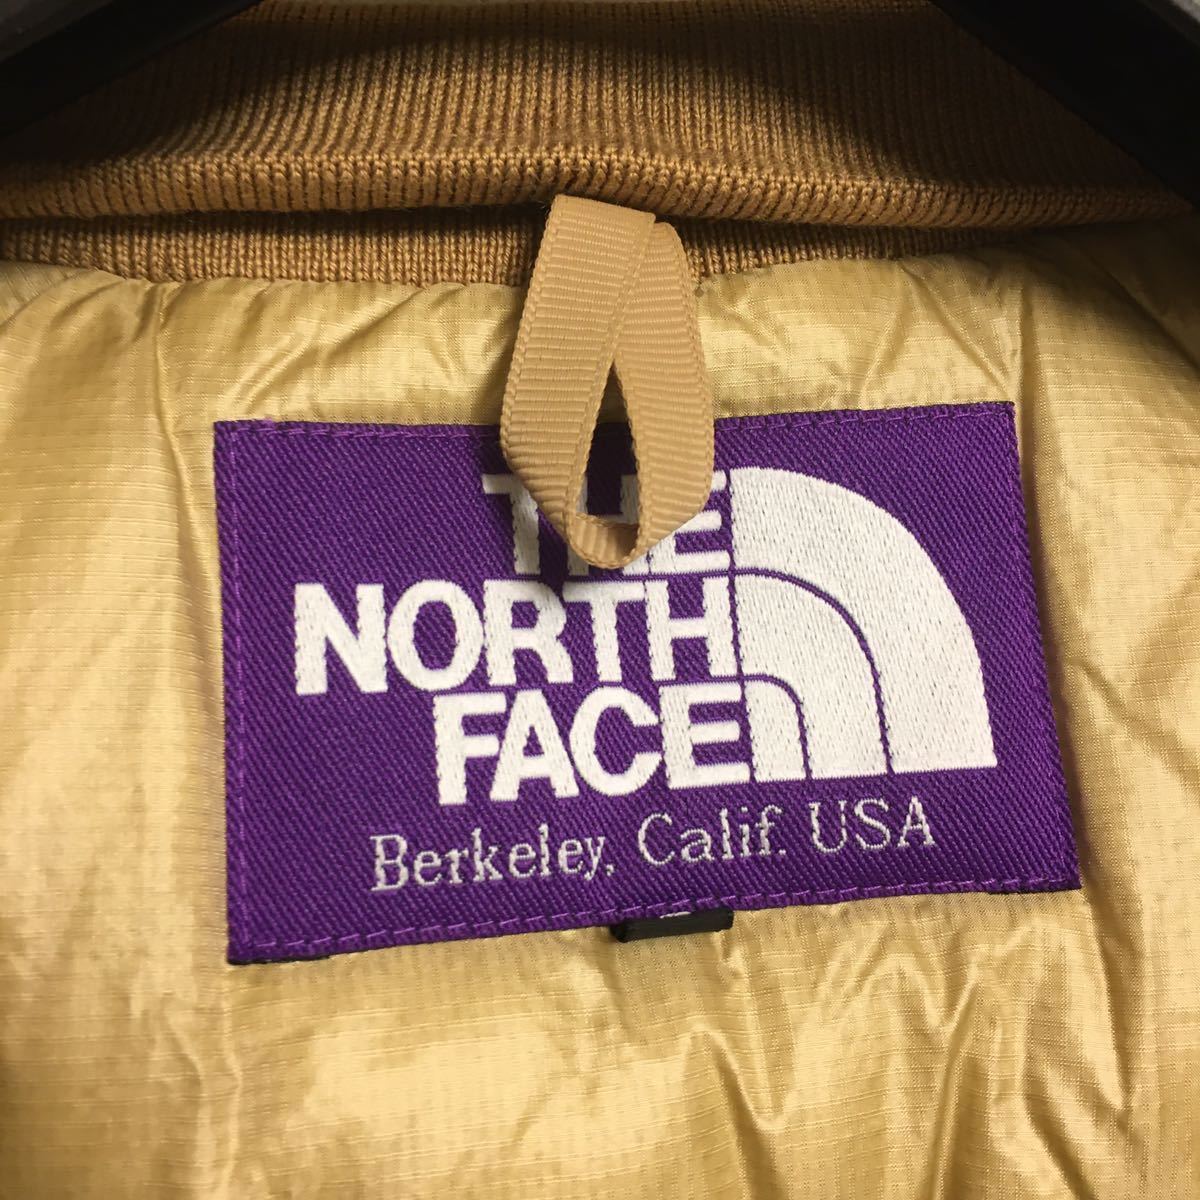 THE
NORTH
FACE
Berkeley, Calif. USA